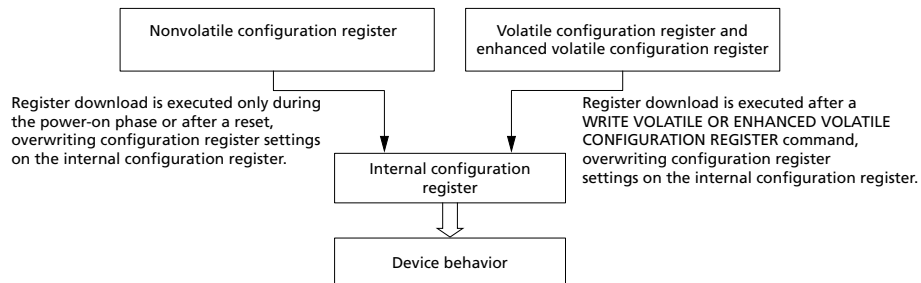 Nonvolatile configuration register
Volatile configuration register and
enhanced volatile configuration register
Register download is executed only during
the power-on phase or after a reset,
overwriting configuration register settings
on the internal configuration register.
Register download is executed after a
WRITE VOLATILE OR ENHANCED VOLATILE
CONFIGURATION REGISTER command,
overwriting configuration register
settings on the internal configuration register.
Internal configuration
register
Device behavior